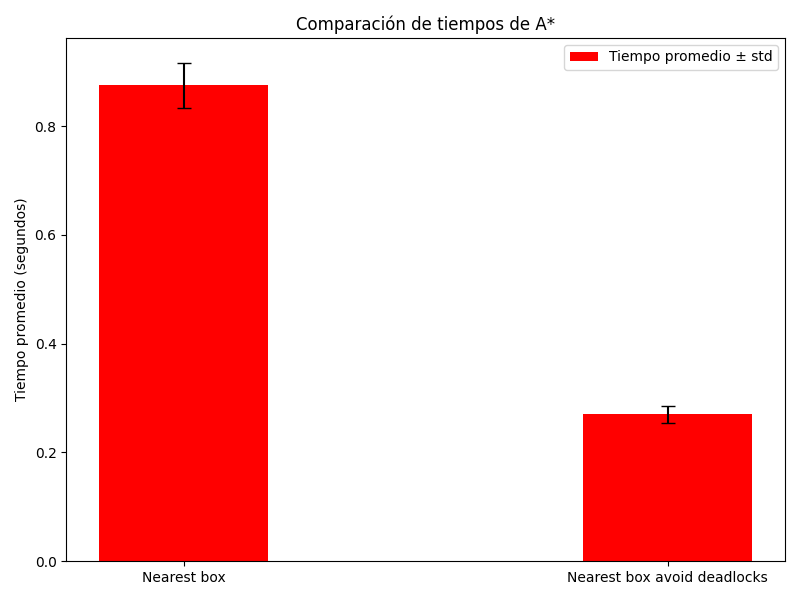 Comparación de tiempos de A*
Tiempo promedio ± std
Tiempo promedio (segundos)
0.8
0.6
0.4
0.2
0.0
Nearest box
Nearest box avoid deadlocks